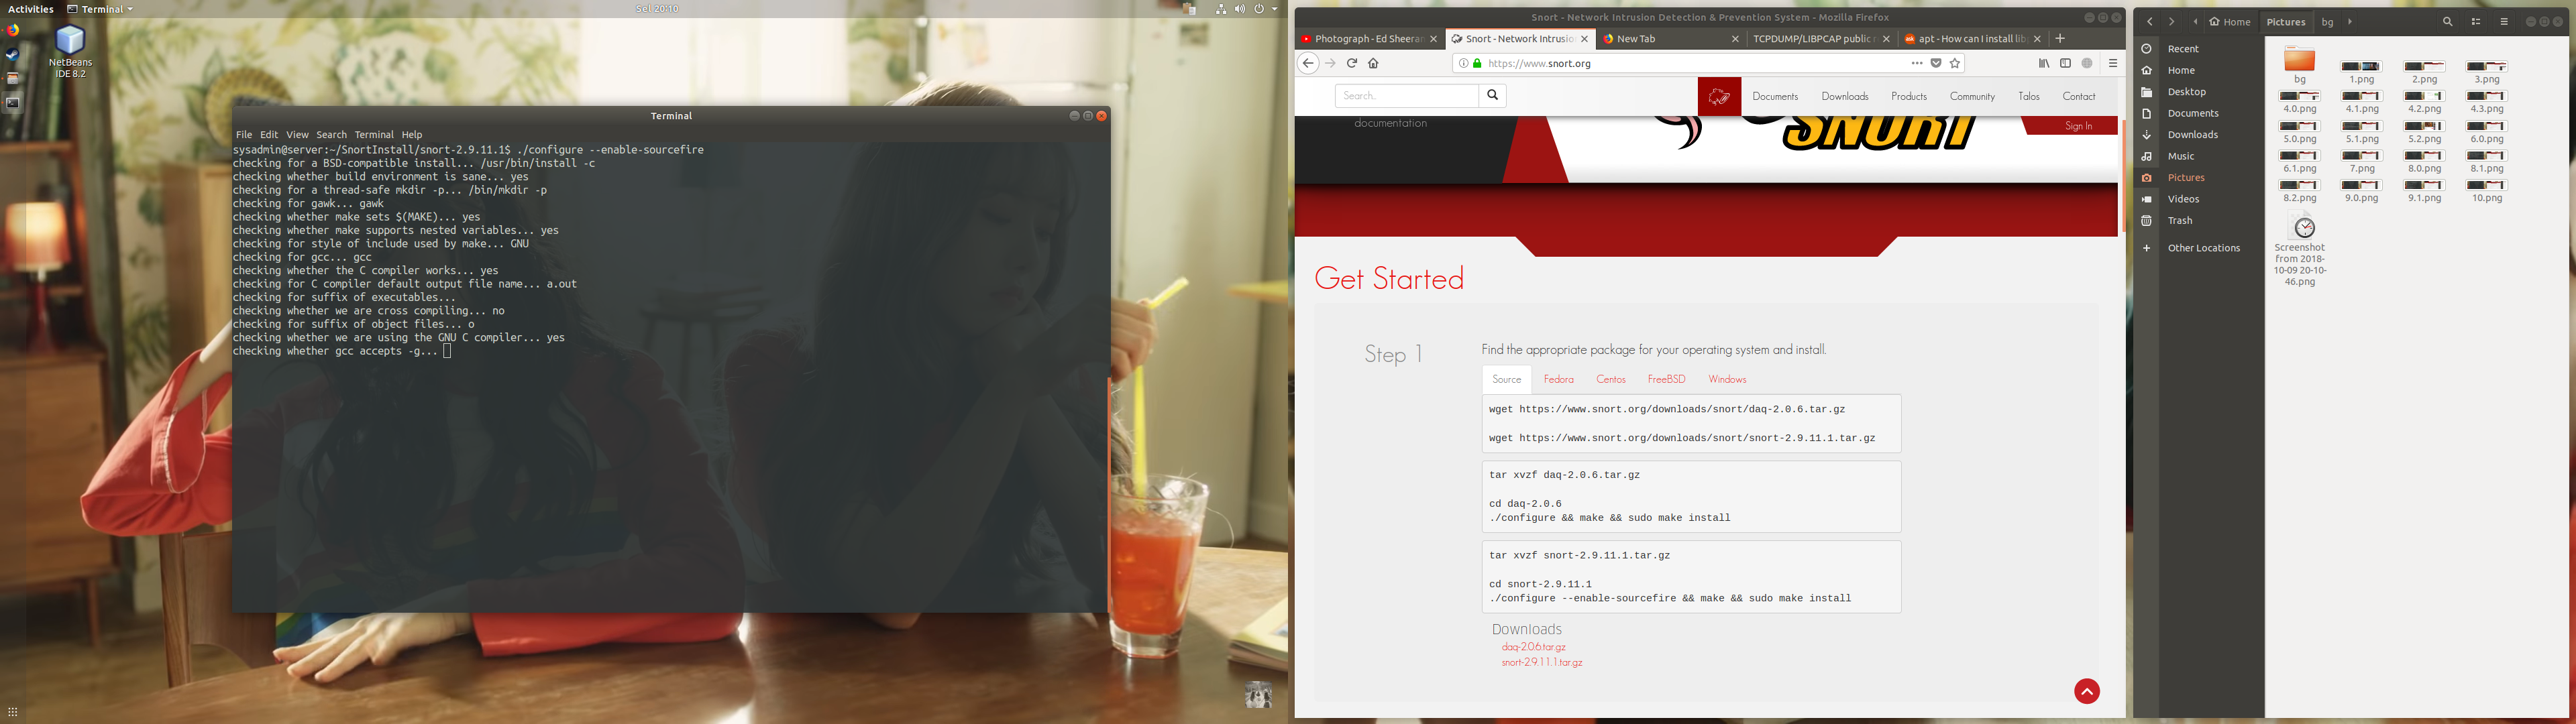 Activities
Terminal
Sel 20:10
NetBeans
IDE 8.2
Terminal
File Edit View Search Terminal Help
sysadmin@server:~/SnortInstall/snort-2.9.11.1$ ./configure --enable-sourcefire
checking for a BSD-compatible install... /usr/bin/install -c
checking whether build environment is sane... yes
checking for a thread-safe mkdir -p... /bin/mkdir -p
checking for gawk... gawk
checking whether make sets $(MAKE)... yes
checking whether make supports nested variables... yes
checking for style of include used by make... GNU
checking for gcc... gcc
checking whether the C compiler works... yes
checking for C compiler default output file name... a.out
checking for suffix of executables...
checking whether we are cross compiling... no
checking for suffix of object files... o
checking whether we are using the GNU C compiler... yes
checking whether gcc accepts -g...
Snort - Network Intrusion Detection & Prevention System - Mozilla Firefox
Photograph - Ed Sheeran
Snort - Network Intrusion
New Tab
TCPDUMP/LIBPCAP public r
apt - How can I install lib
https://www.snort.org
Search..
Documents Downloads Products Community Talos Contact
documentation
SNORT
Sign In
Get Started
Step 1
Find the appropriate package for your operating system and install.
Source Fedora Centos FreeBSD Windows
wget https://www.snort.org/downloads/snort/daq-2.0.6.tar.gz
wget https://www.snort.org/downloads/snort/snort-2.9.11.1.tar.gz
tar xvzf daq-2.0.6.tar.gz
cd daq-2.0.6
./configure && make && sudo make install
tar xvzf snort-2.9.11.1.tar.gz
cd snort-2.9.11.1
./configure --enable-sourcefire && make && sudo make install
Downloads
daq-2.0.6.tar.gz
snort-2.9.11.1.tar.gz
Home Pictures bg
Recent
Home
Desktop
Documents
Downloads
Music
Pictures
Videos
Trash
Other Locations
bg 1.png 2.png 3.png
4.0.png 4.1.png 4.2.png 4.3.png
5.0.png 5.1.png 5.2.png 6.0.png
6.1.png 7.png 8.0.png 8.1.png
8.2.png 9.0.png 9.1.png 10.png
Screenshot
from 2018-
10-09 20-10-
46.png